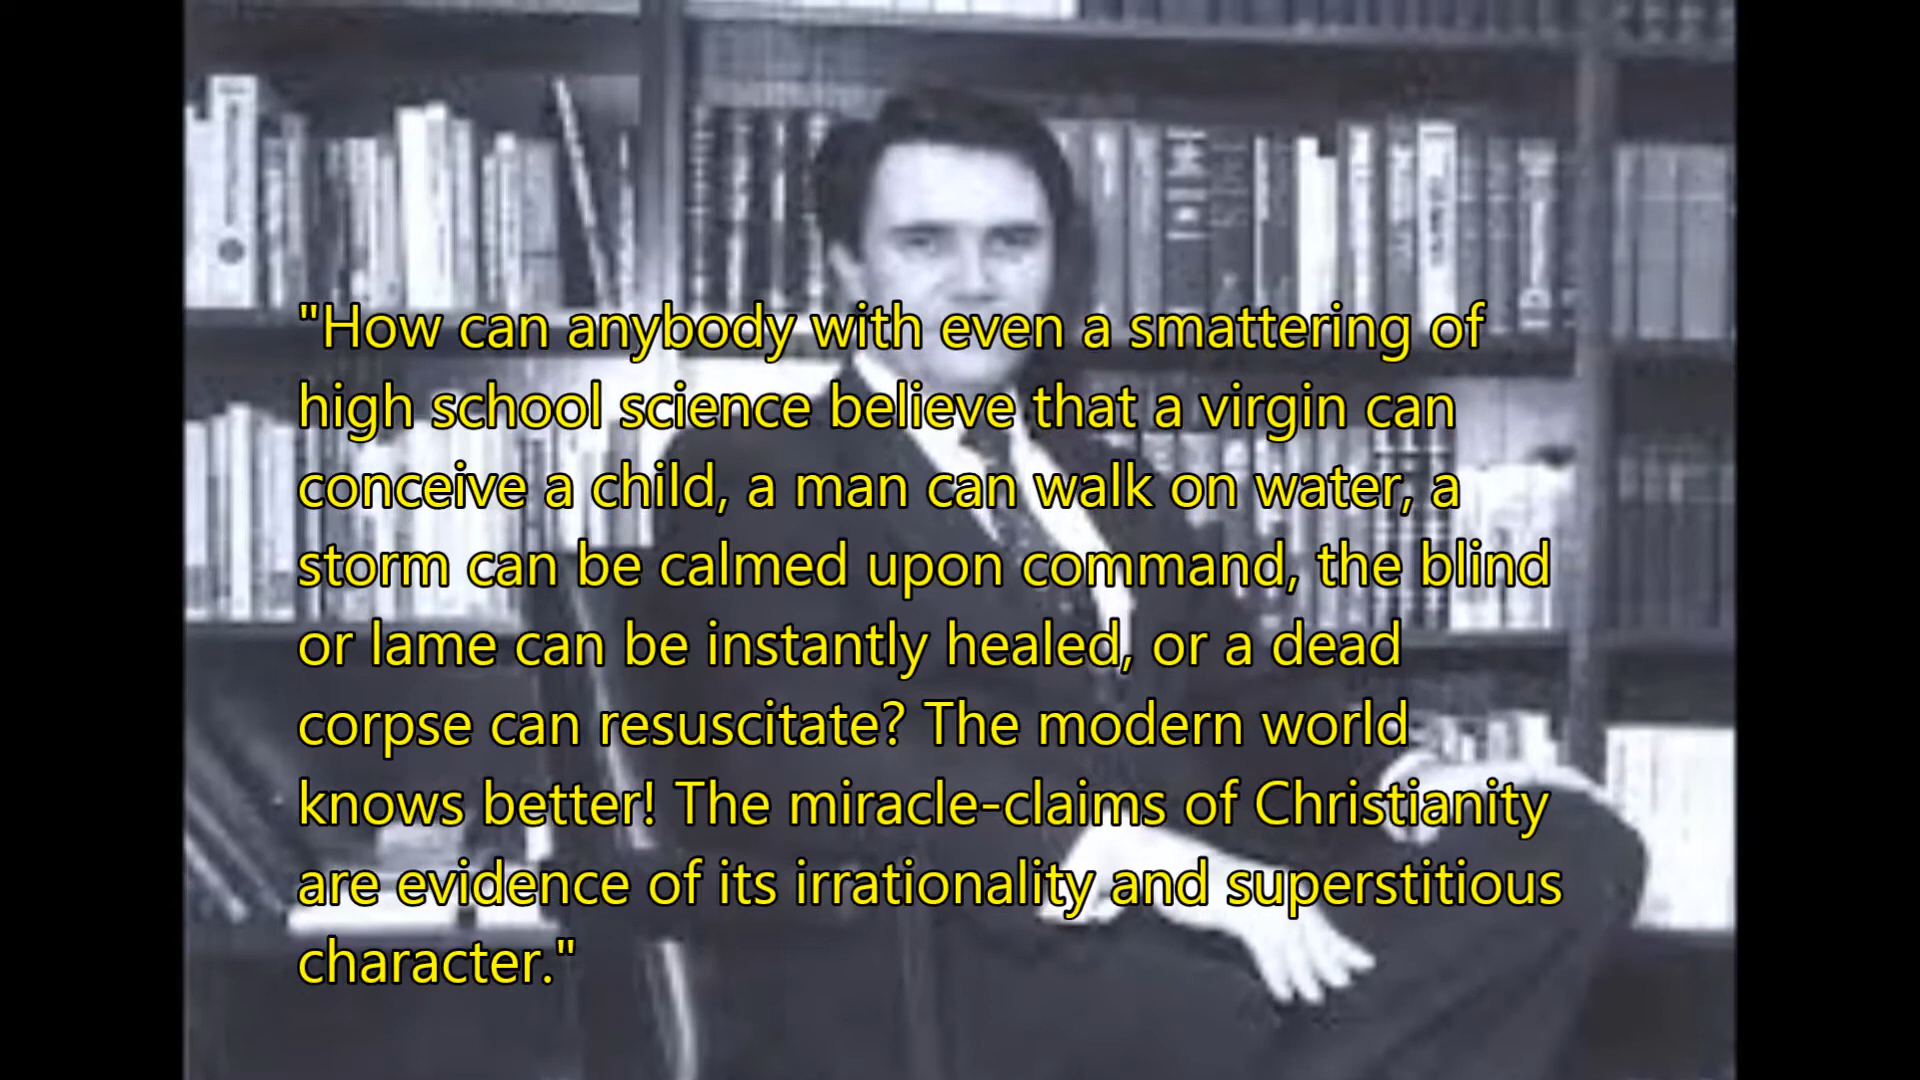 "How can anybody with even a smattering of
high school science believe that a virgin can
conceive a child, a man can walk on water, a
storm can be calmed upon command, the blind
or lame can be instantly healed, or a dead
corpse can resuscitate? The modern world
knows better! The miracle-claims of Christianity
are evidence of its irrationality and superstitious
character."